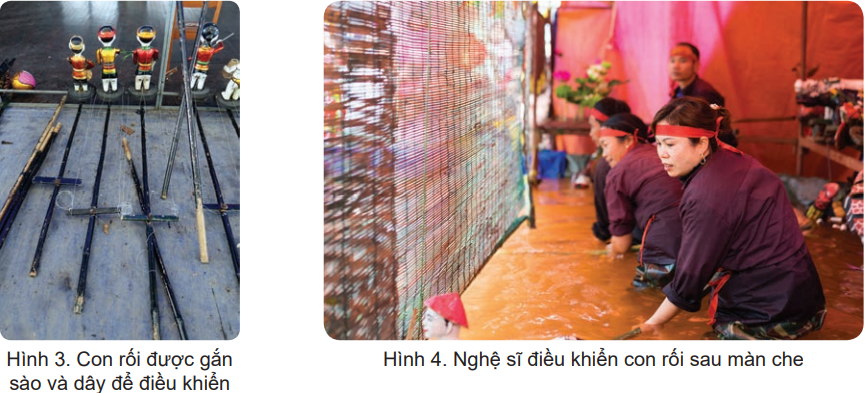 Hình 3. Con rối được gắn
sào và dây để điều khiển
Hình 4. Nghệ sĩ điều khiển con rối sau màn che